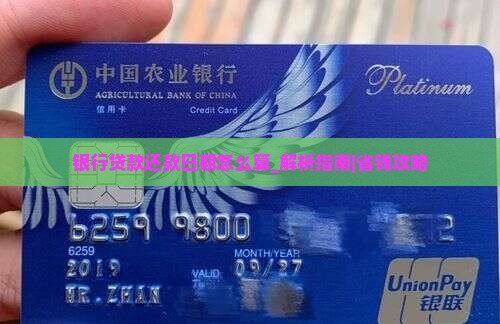 中国农业银行
AGRICULTURAL BANK OF CHINA
Platinum
信用卡
Credit Card
银行贷款还款日期怎么算_解析指南|省钱攻略
6259 9800 2
6259
MONTH/YEAR
2019
VALID
09/27
MR.ZHAN
UnionPay
银联